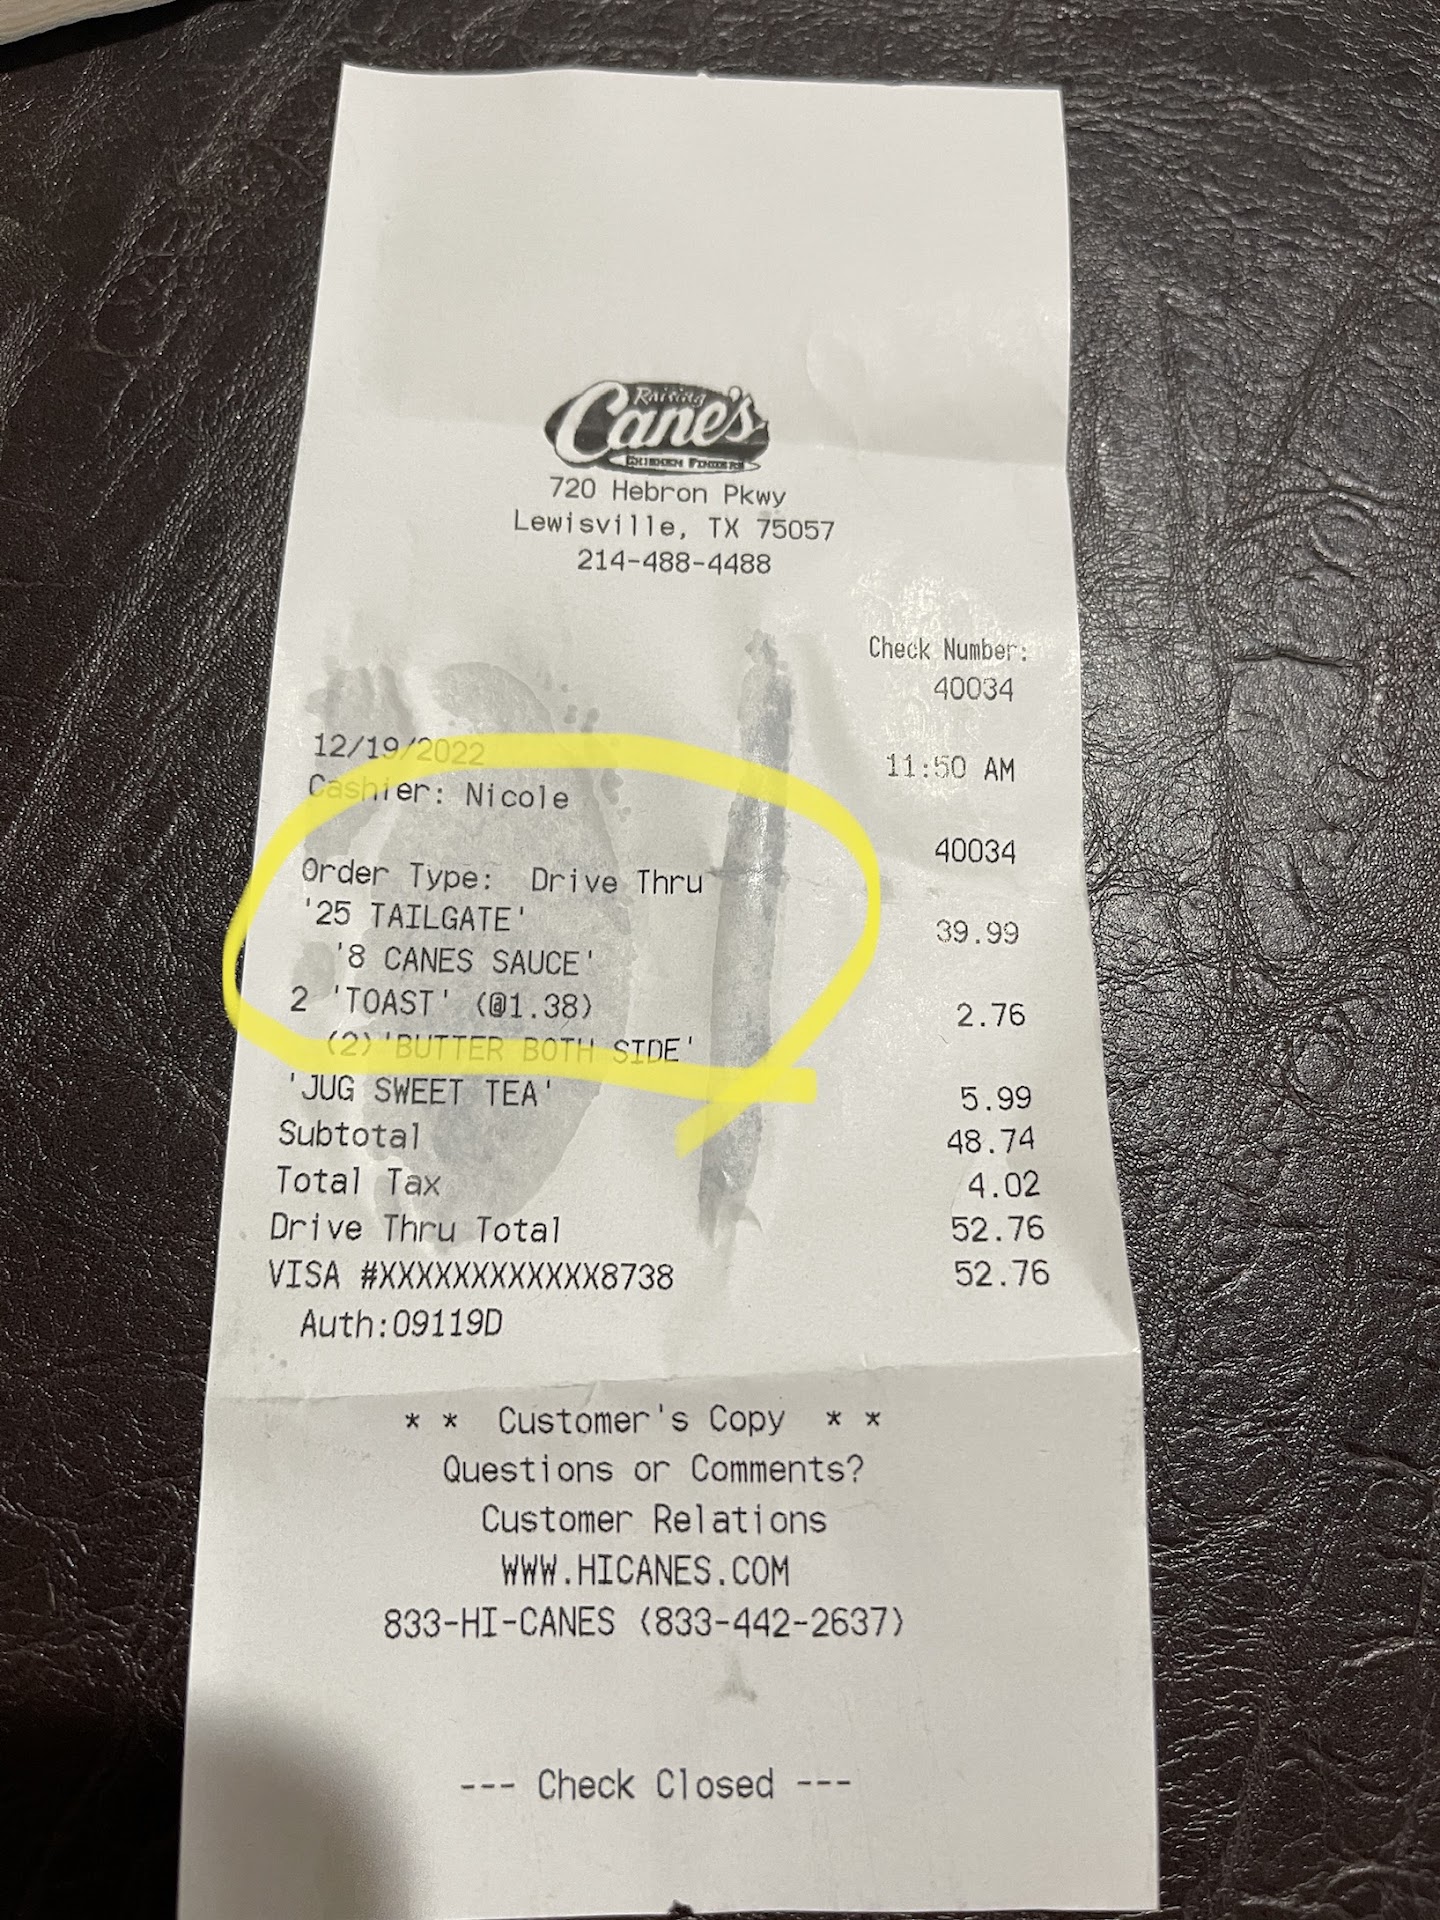 Raising
Cane's
CHICKEN FINGERS
720 Hebron Pkwy
Lewisville, TX 75057
214-488-4488
Check Number:
40034
12/19/2022 11:50 AM
Cashier: Nicole
40034
Order Type: Drive Thru
'25 TAILGATE' 39.99
'8 CANES SAUCE'
2 'TOAST' (@1.38) 2.76
(2)'BUTTER BOTH SIDE'
'JUG SWEET TEA' 5.99
Subtotal 48.74
Total Tax 4.02
Drive Thru Total 52.76
VISA #XXXXXXXXXXXX8738 52.76
Auth:09119D
* * Customer's Copy * *
Questions or Comments?
Customer Relations
WWW.HICANES.COM
833-HI-CANES (833-442-2637)
--- Check Closed ---